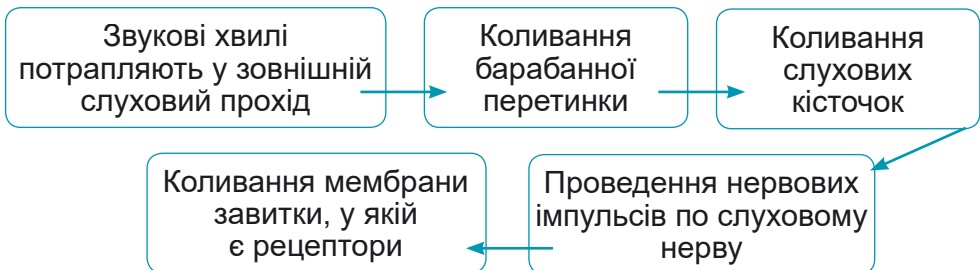 Звукові хвилі
потрапляють у зовнішній
слуховий прохід
Коливання
барабанної
перетинки
Коливання
слухових
кісточок
Проведення нервових
імпульсів по слуховому
нерву
Коливання мембрани
завитки, у якій
є рецептори